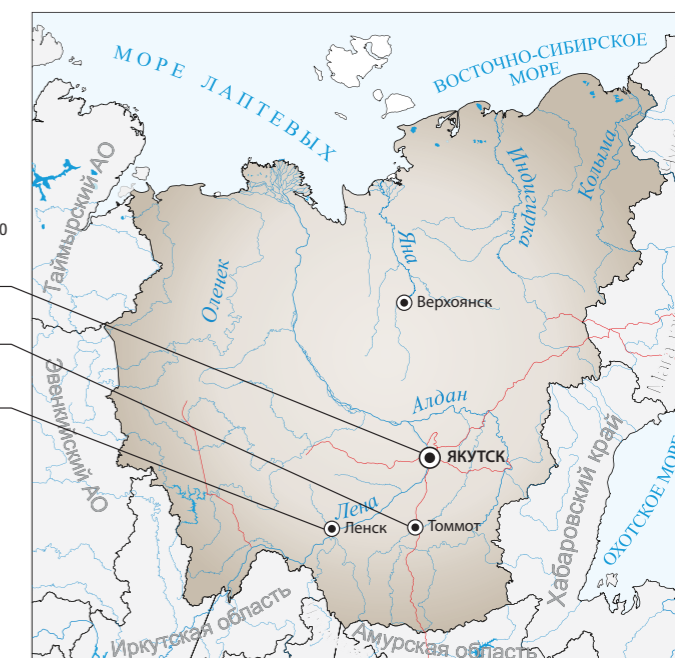 МОРЕ ЛАПТЕВЫХ
ВОСТОЧНО-СИБИРСКОЕ
МОРЕ
Таймырский АО
Оленек
Яна
Индигирка
Колыма
0
Верхоянск
Эвенкийский АО
Алдан
ЯКУТСК
Лена
Ленск
Томмот
Хабаровский край
ОХОТСКОЕ МОРЕ
Иркутская область
Амурская область